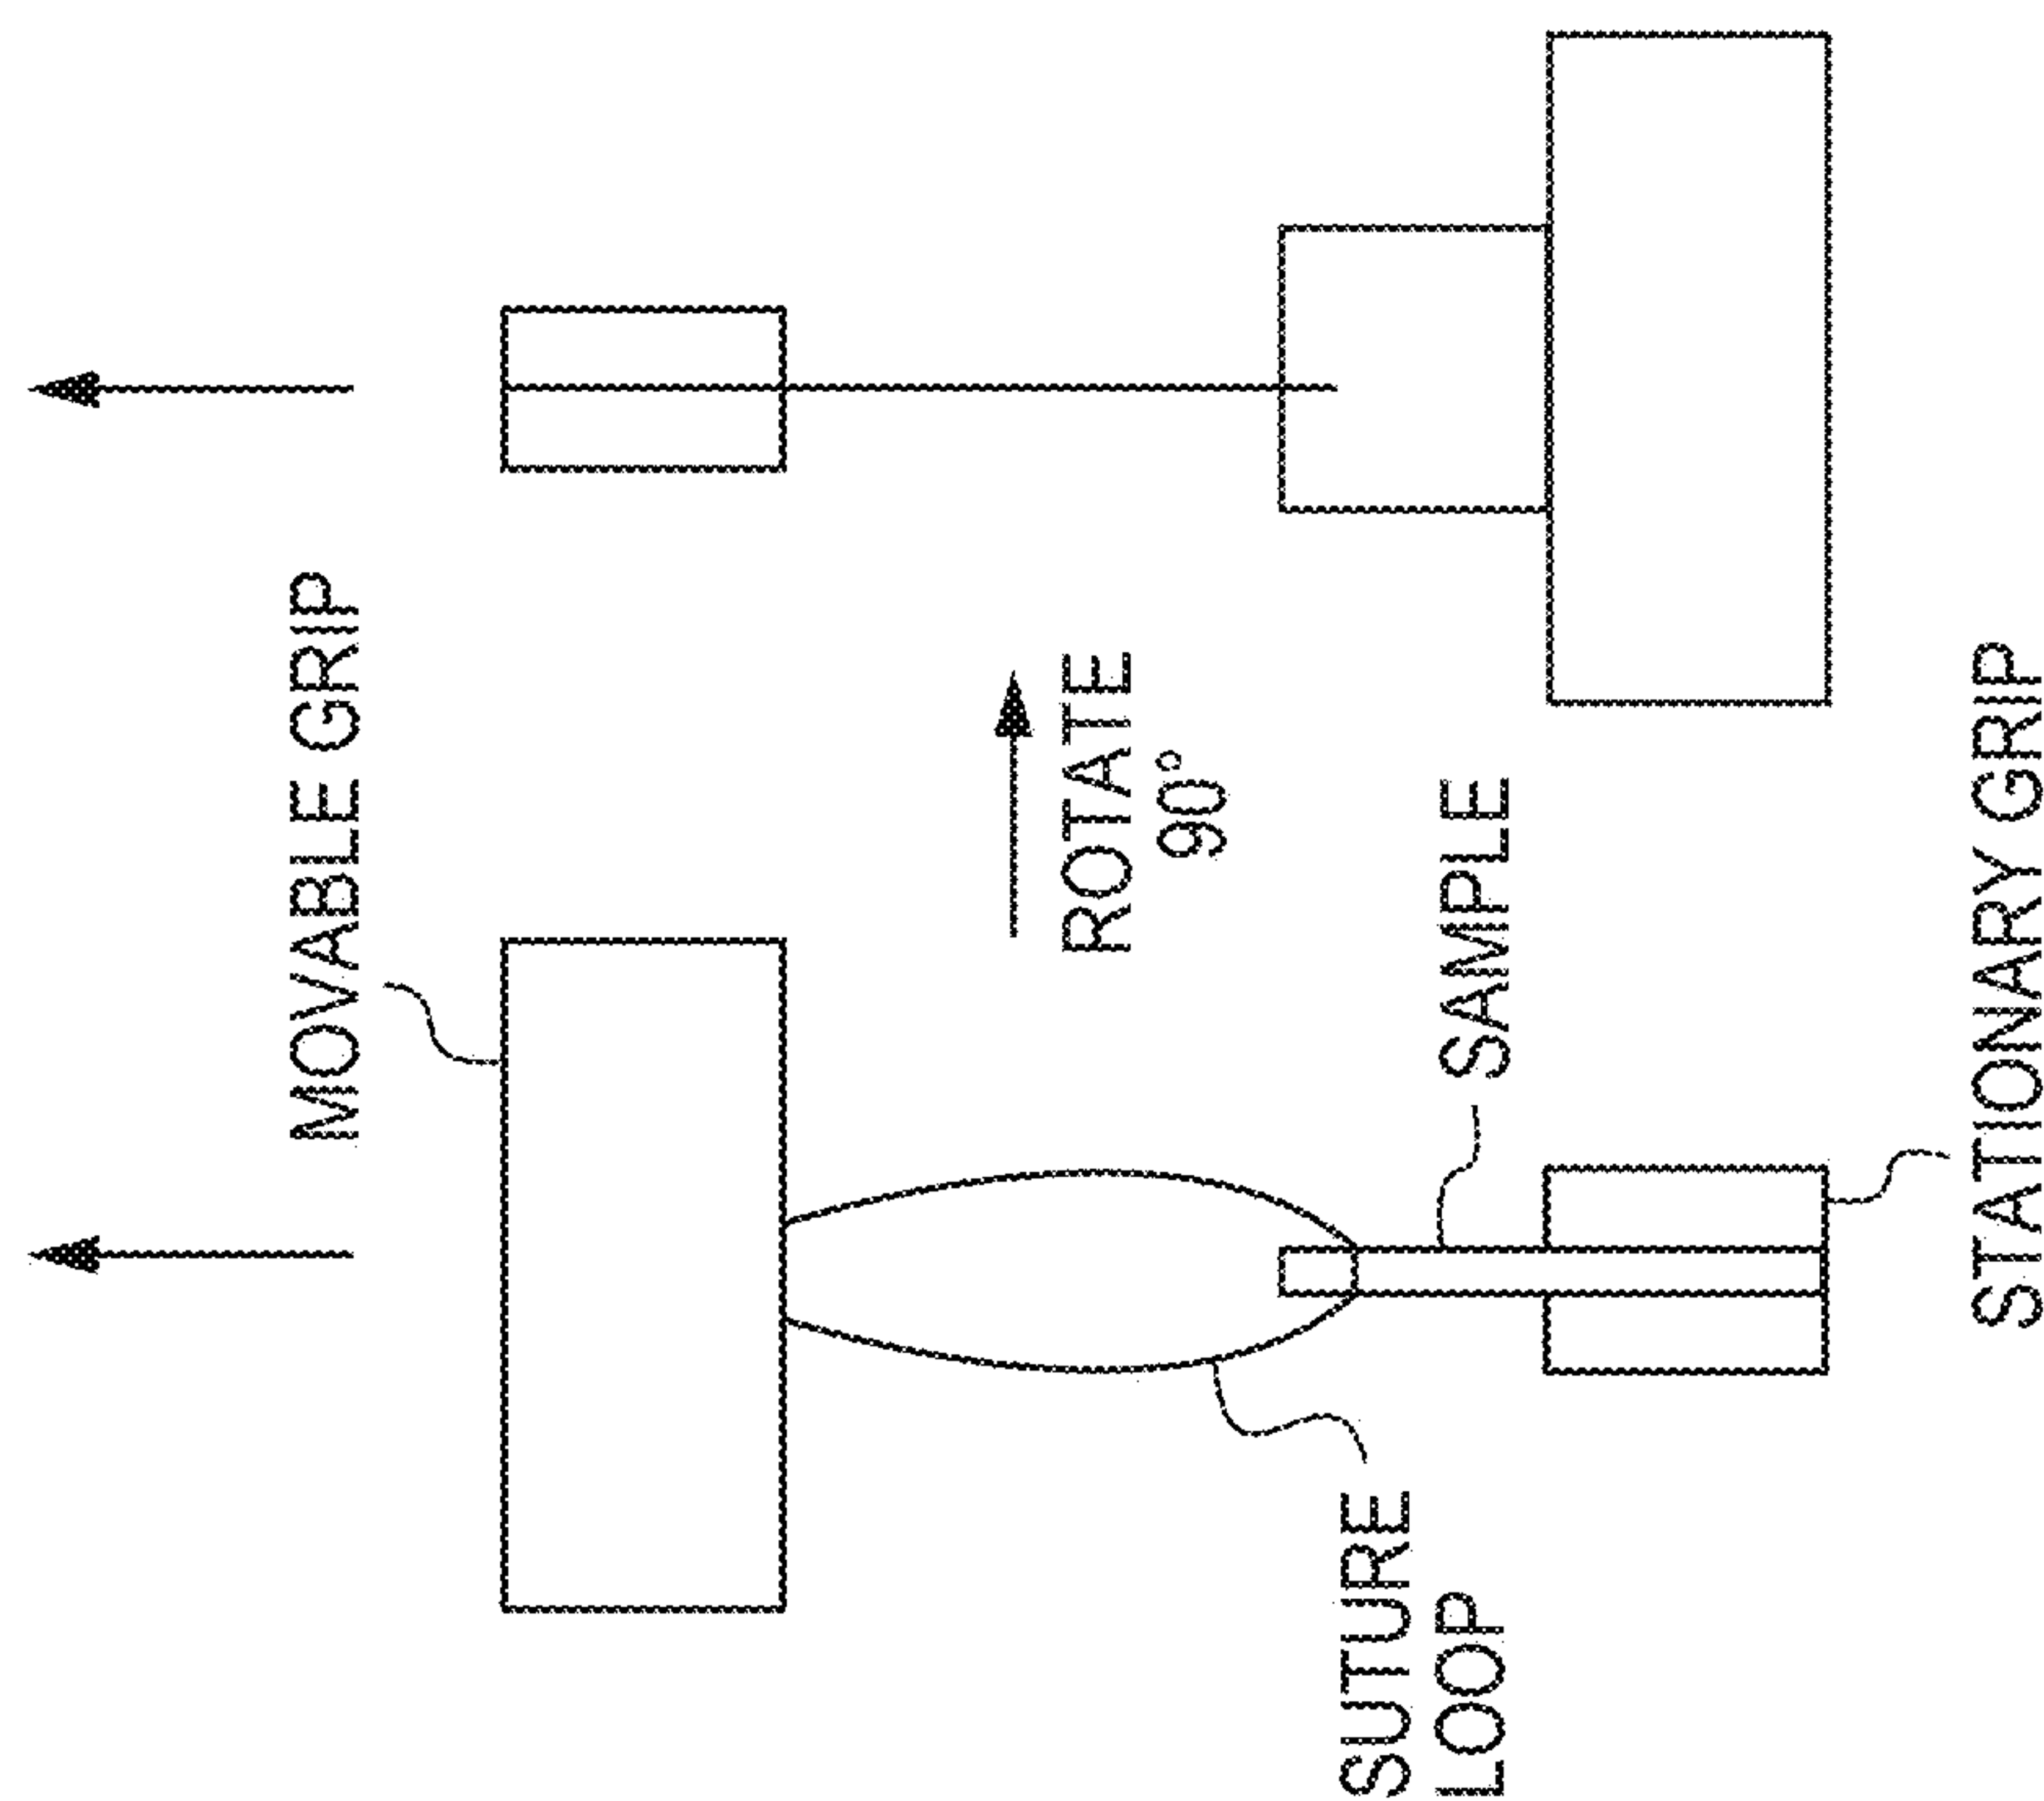 MOVABLE GRIP
ROTATE
90°
SUTURE
LOOP
SAMPLE
STATIONARY GRIP